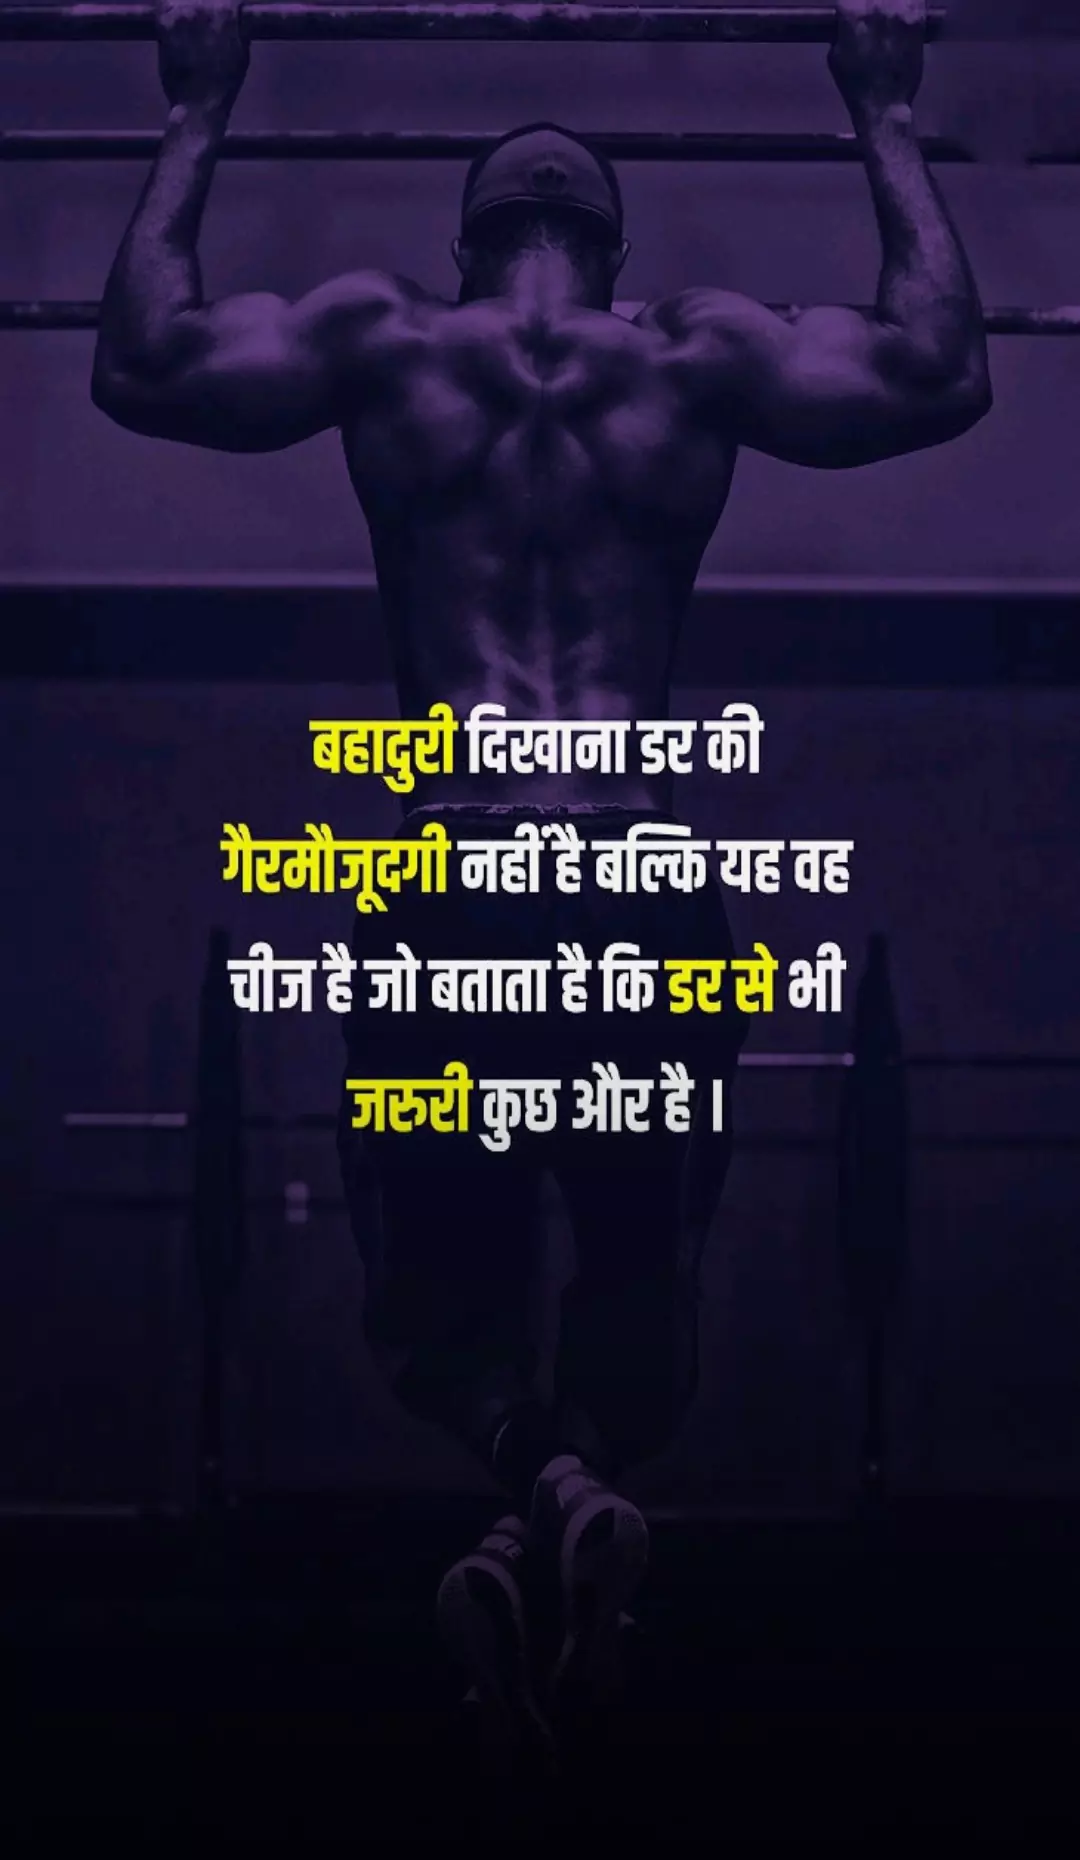 बहादुरी दिखाना डर की
गैरमौजूदगी नहीं है बल्कि यह वह
चीज है जो बताता है कि डर से भी
जरुरी कुछ और है ।